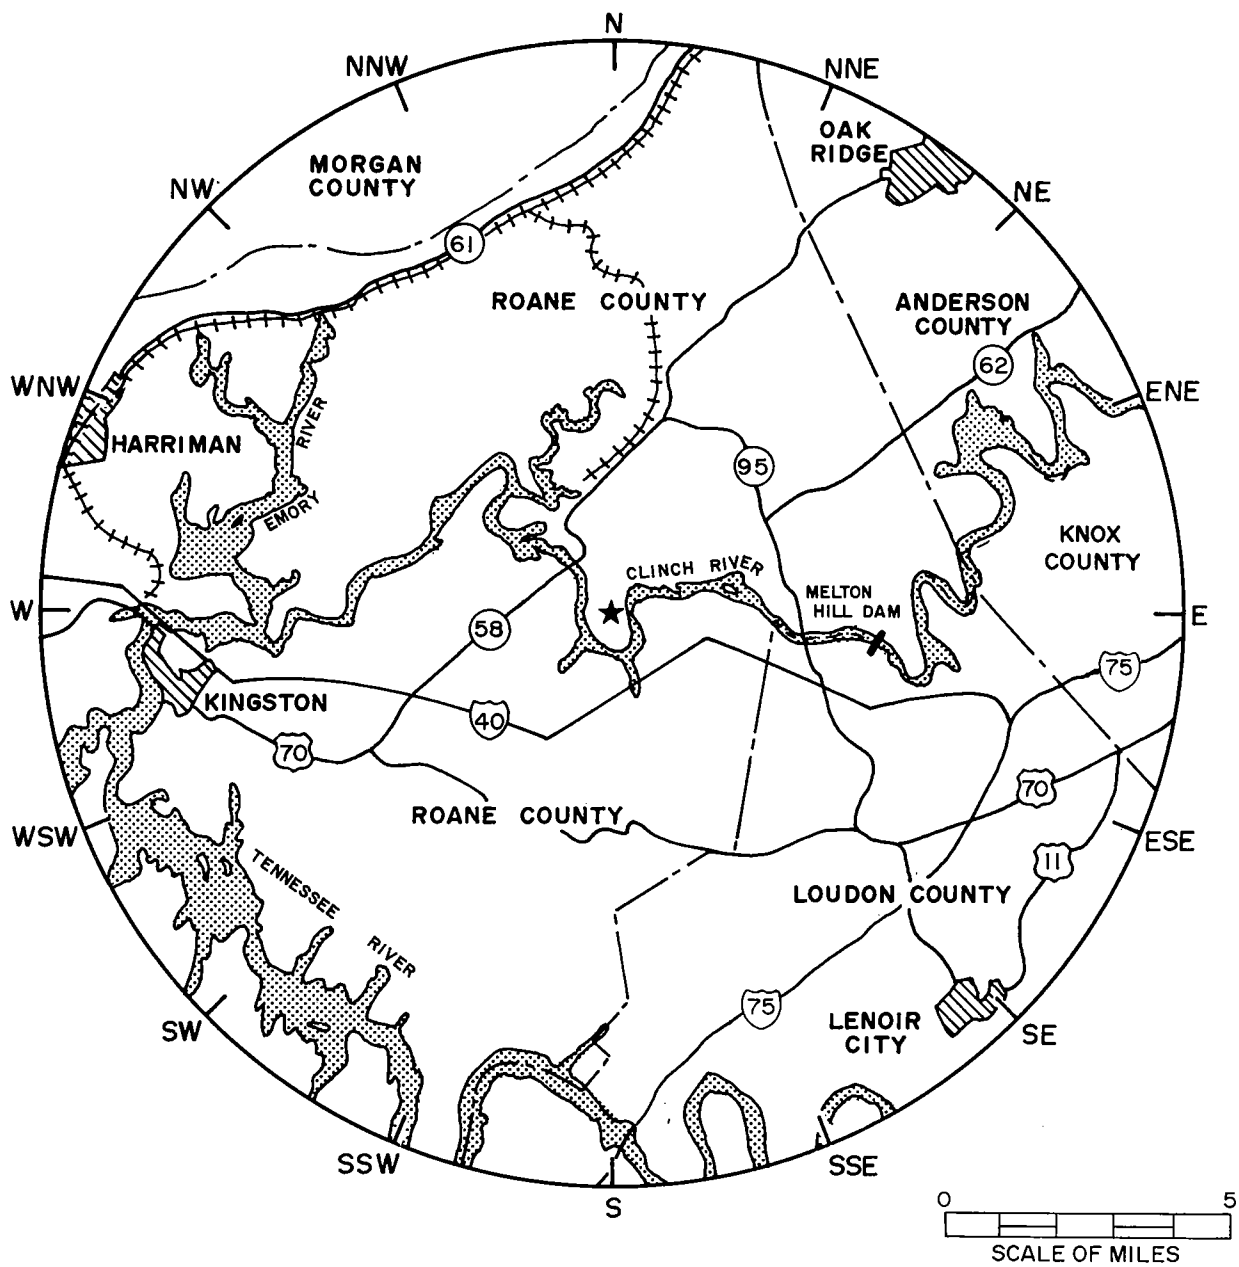 N
NNW
NNE
OAK
RIDGE
MORGAN
COUNTY
NW
NE
61
ROANE COUNTY
ANDERSON
COUNTY
62
WNW
ENE
HARRIMAN
RIVER
EMORY
95
KNOX
COUNTY
CLINCH RIVER
MELTON
HILL DAM
W
E
58
75
KINGSTON
40
70
70
ROANE COUNTY
WSW
ESE
11
TENNESSEE
RIVER
LOUDON COUNTY
75
LENOIR
CITY
SW
SE
SSW
SSE
S
0 5
SCALE OF MILES